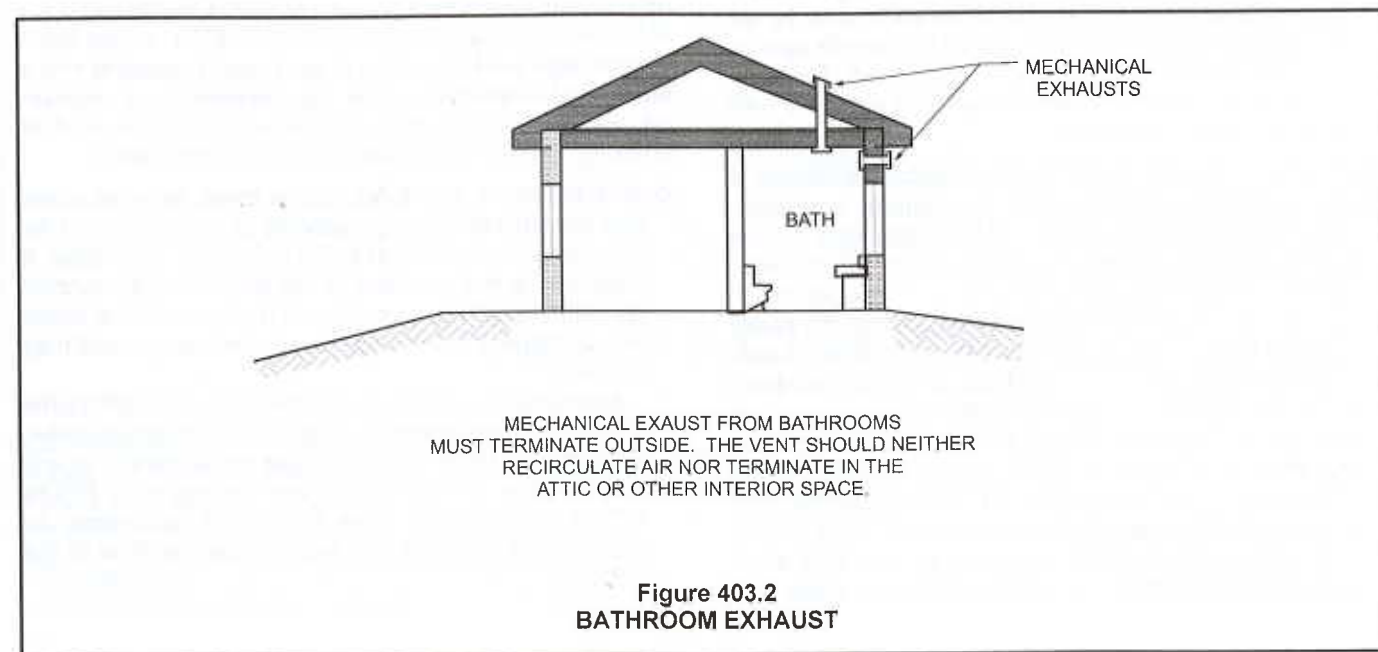 MECHANICAL
EXHAUSTS
BATH
MECHANICAL EXAUST FROM BATHROOMS
MUST TERMINATE OUTSIDE. THE VENT SHOULD NEITHER
RECIRCULATE AIR NOR TERMINATE IN THE
ATTIC OR OTHER INTERIOR SPACE.
Figure 403.2
BATHROOM EXHAUST